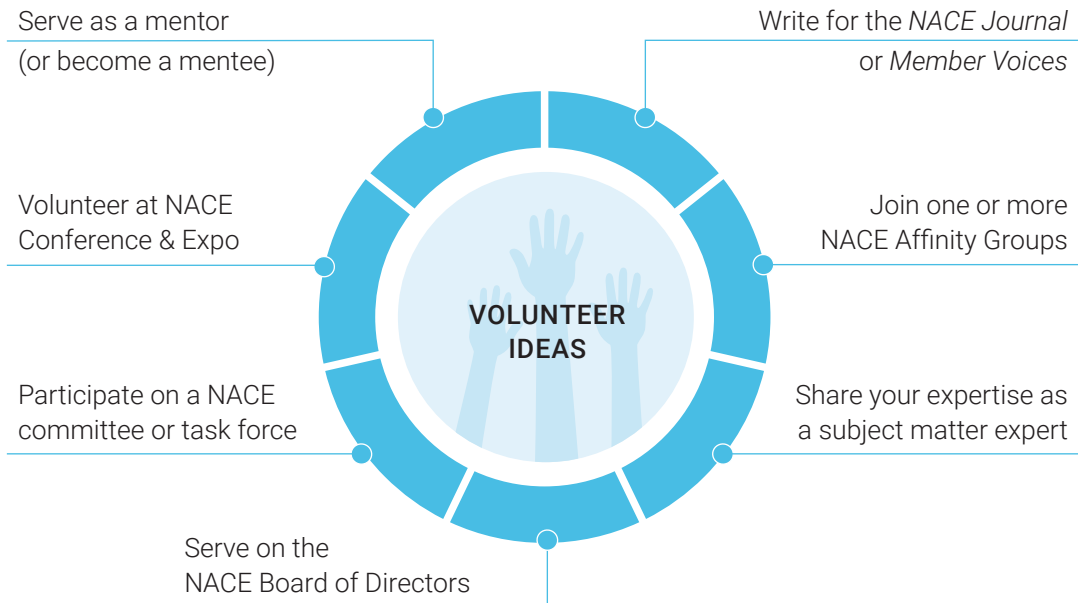 Serve as a mentor
(or become a mentee)
Write for the NACE Journal
or Member Voices
Volunteer at NACE
Conference & Expo
Join one or more
NACE Affinity Groups
VOLUNTEER
IDEAS
Participate on a NACE
committee or task force
Share your expertise as
a subject matter expert
Serve on the
NACE Board of Directors